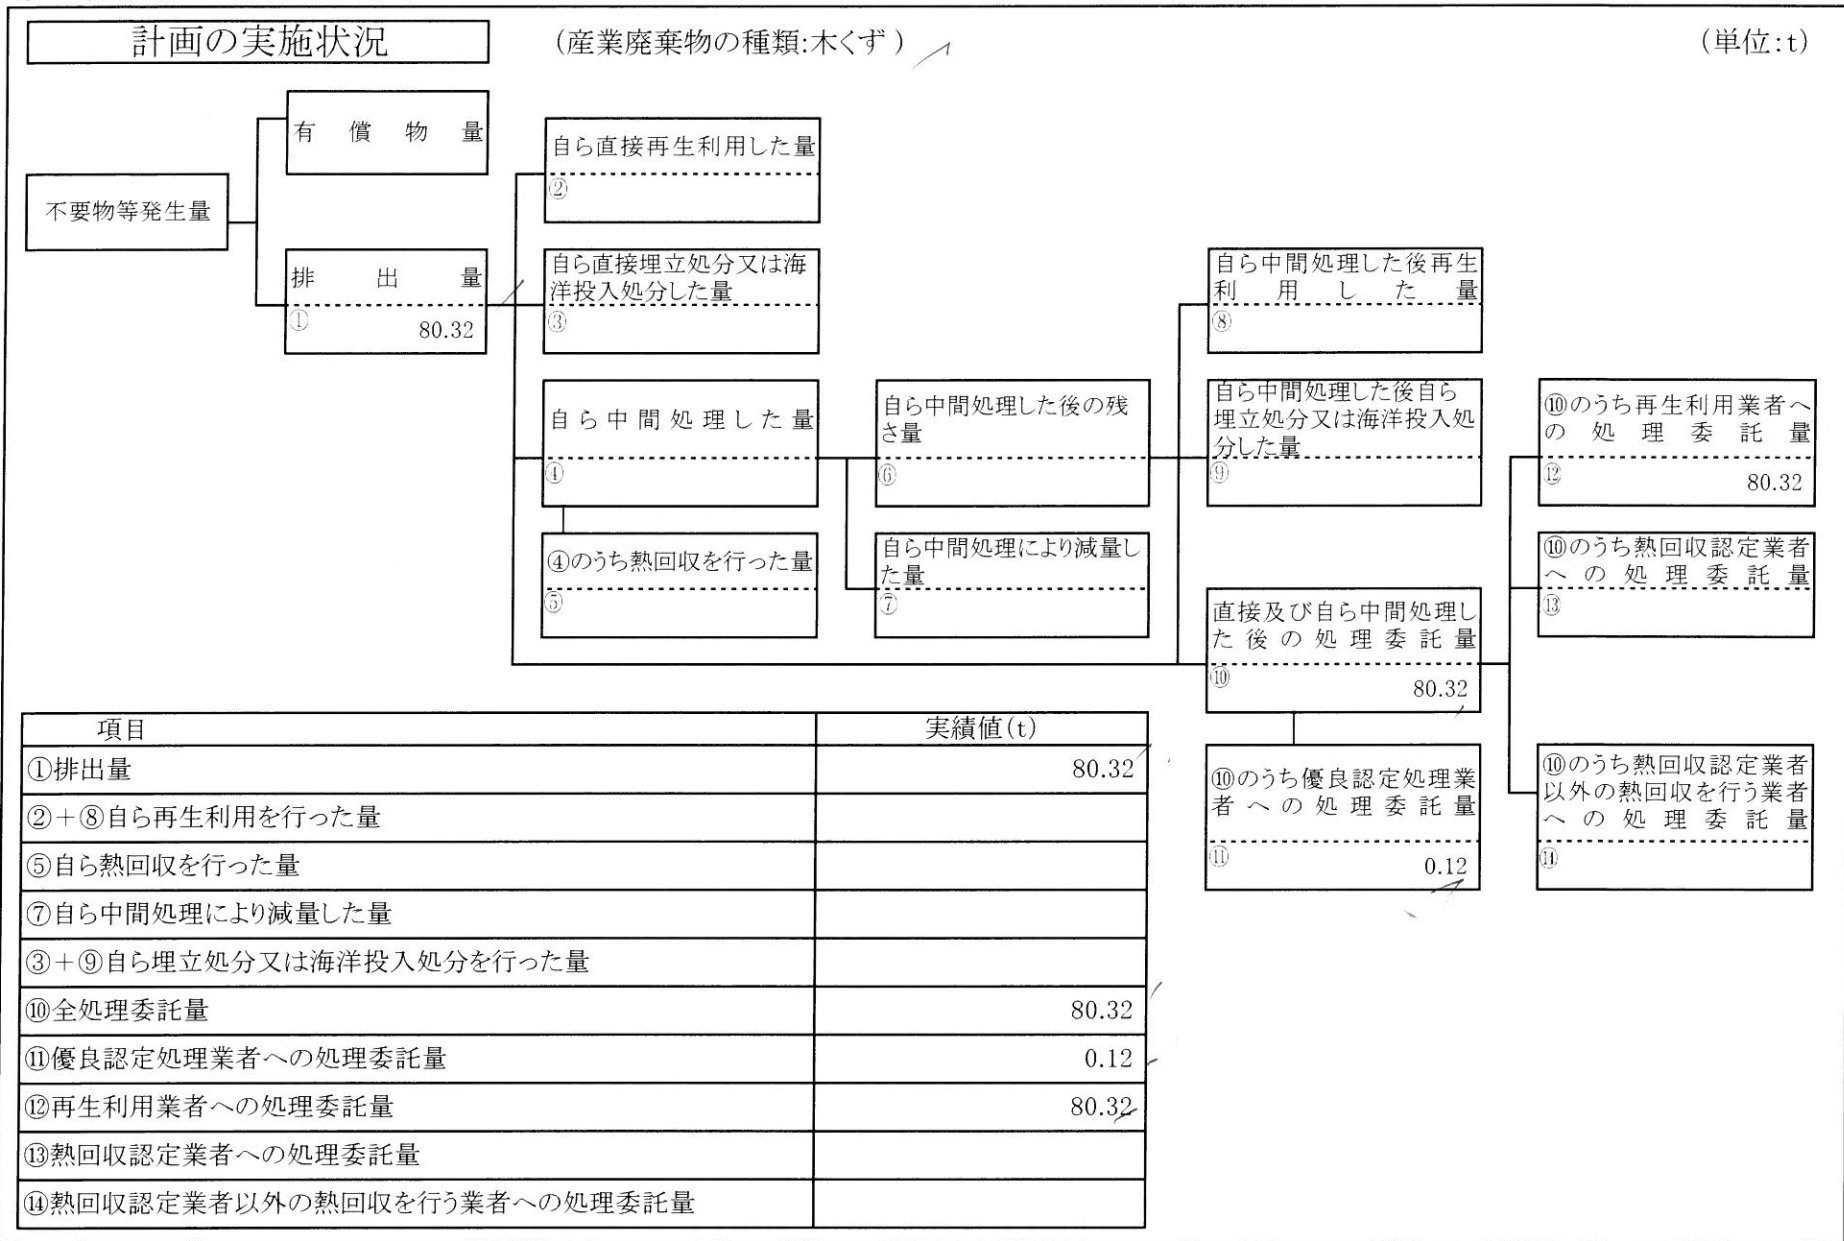 計画の実施状況
(産業廃棄物の種類:木くず)
(単位:t)
有償物量
不要物等発生量
排出量
①
80.32
自ら直接再生利用した量
②
自ら直接埋立処分又は海
洋投入処分した量
③
自ら中間処理した量
④
④のうち熱回収を行った量
⑤
自ら中間処理した後の残
さ量
⑥
自ら中間処理により減量し
た量
⑦
自ら中間処理した後再生
利用した量
⑧
自ら中間処理した後自ら
埋立処分又は海洋投入処
分した量
⑨
直接及び自ら中間処理し
た後の処理委託量
⑩
80.32
⑩のうち優良認定処理業
者への処理委託量
⑪
0.12
⑩のうち再生利用業者へ
の処理委託量
⑫
80.32
⑩のうち熱回収認定業者
への処理委託量
⑬
⑩のうち熱回収認定業者
以外の熱回収を行う業者
への処理委託量
⑭
項目 実績値(t)
①排出量 80.32
②+⑧自ら再生利用を行った量
⑤自ら熱回収を行った量
⑦自ら中間処理により減量した量
③+⑨自ら埋立処分又は海洋投入処分を行った量
⑩全処理委託量 80.32
⑪優良認定処理業者への処理委託量 0.12
⑫再生利用業者への処理委託量 80.32
⑬熱回収認定業者への処理委託量
⑭熱回収認定業者以外の熱回収を行う業者への処理委託量